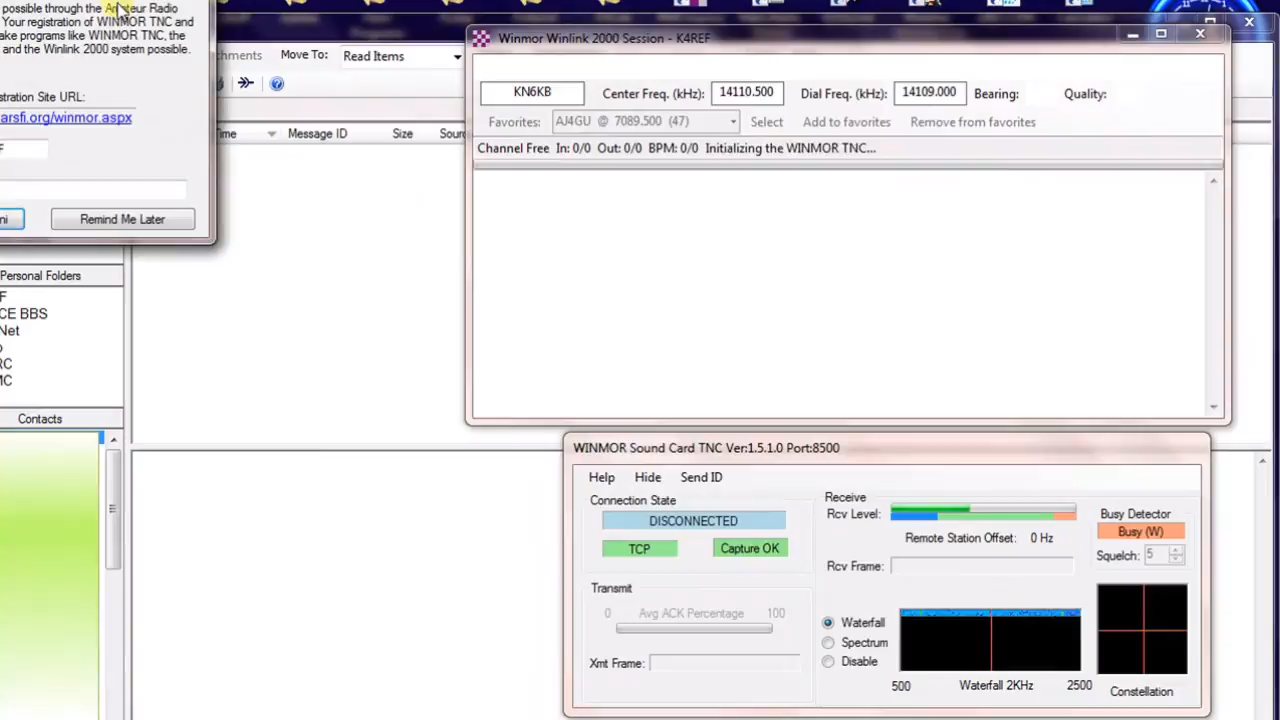 possible through the Amateur Radio
Your registration of WINMOR TNC and
ake programs like WINMOR TNC, the
and the Winlink 2000 system possible.
stration Site URL:
arsfi.org/winmor.aspx
F
ni
Remind Me Later
hments
Move To:
Read Items
Time
Message ID
Size
Sourc
Personal Folders
F
CE BBS
Net
RC
MC
Contacts
Winmor Winlink 2000 Session - K4REF
KN6KB
Center Freq. (kHz):
14110.500
Dial Freq. (kHz):
14109.000
Bearing:
Quality:
Favorites:
AJ4GU @ 7089.500 (47)
Select
Add to favorites
Remove from favorites
Channel Free In: 0/0 Out: 0/0 BPM: 0/0 Initializing the WINMOR TNC...
WINMOR Sound Card TNC Ver:1.5.1.0 Port:8500
Help
Hide
Send ID
Connection State
DISCONNECTED
TCP
Capture OK
Transmit
0
Avg ACK Percentage
100
Xmt Frame:
Receive
Rcv Level:
Remote Station Offset: 0 Hz
Rcv Frame:
Busy Detector
Busy (W)
Squelch:
5
Waterfall
Spectrum
Disable
500
Waterfall 2KHz
2500
Constellation